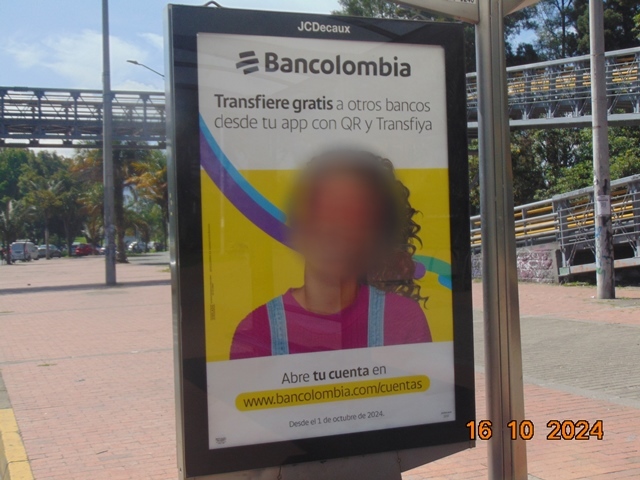 JCDecaux
Bancolombia
Transfiere gratis a otros bancos
desde tu app con QR y Transfiya
Abre tu cuenta en
www.bancolombia.com/cuentas
Desde el 1 de octubre de 2024.
16 10 2024